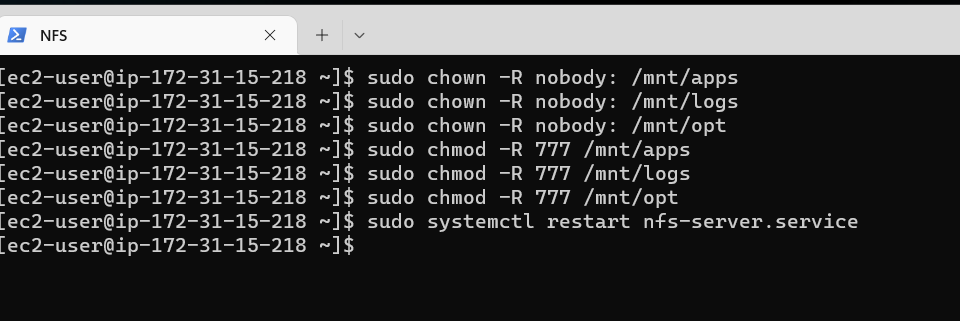 NFS
[ec2-user@ip-172-31-15-218 ~]$ sudo chown -R nobody: /mnt/apps
[ec2-user@ip-172-31-15-218 ~]$ sudo chown -R nobody: /mnt/logs
[ec2-user@ip-172-31-15-218 ~]$ sudo chown -R nobody: /mnt/opt
[ec2-user@ip-172-31-15-218 ~]$ sudo chmod -R 777 /mnt/apps
[ec2-user@ip-172-31-15-218 ~]$ sudo chmod -R 777 /mnt/logs
[ec2-user@ip-172-31-15-218 ~]$ sudo chmod -R 777 /mnt/opt
[ec2-user@ip-172-31-15-218 ~]$ sudo systemctl restart nfs-server.service
[ec2-user@ip-172-31-15-218 ~]$